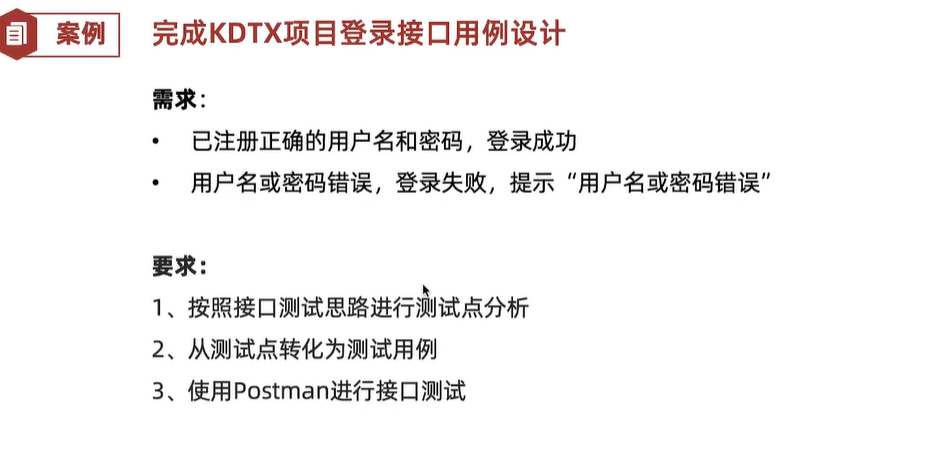 案例
完成KDTX项目登录接口用例设计
需求：
• 已注册正确的用户名和密码，登录成功
• 用户名或密码错误，登录失败，提示“用户名或密码错误”
要求：
1、按照接口测试思路进行测试点分析
2、从测试点转化为测试用例
3、使用Postman进行接口测试